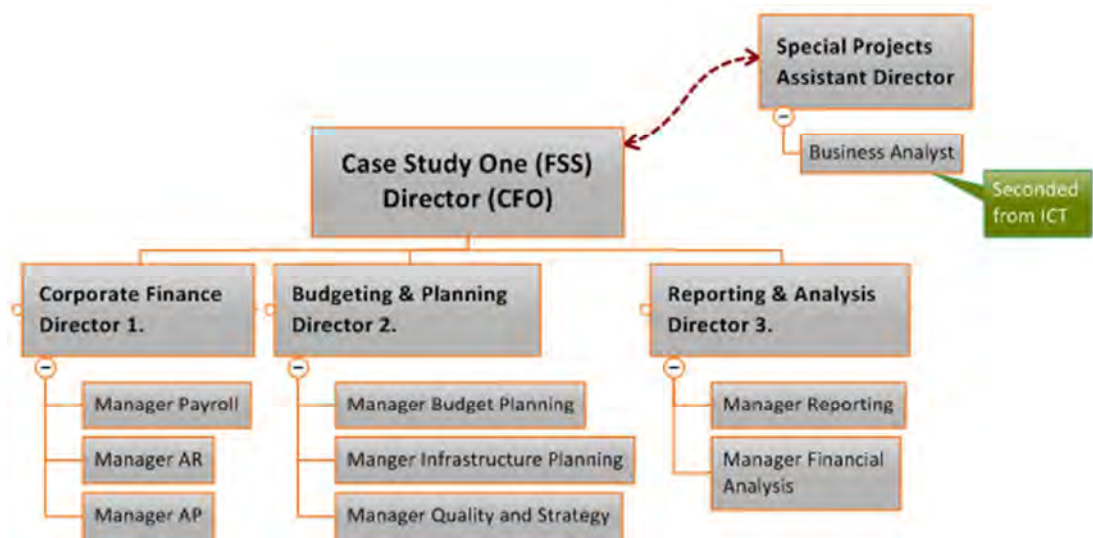 Special Projects
Assistant Director
Business Analyst
Seconded
from ICT
Case Study One (FSS)
Director (CFO)
Corporate Finance
Director 1.
Manager Payroll
Manager AR
Manager AP
Budgeting & Planning
Director 2.
Manager Budget Planning
Manger Infrastructure Planning
Manager Quality and Strategy
Reporting & Analysis
Director 3.
Manager Reporting
Manager Financial
Analysis